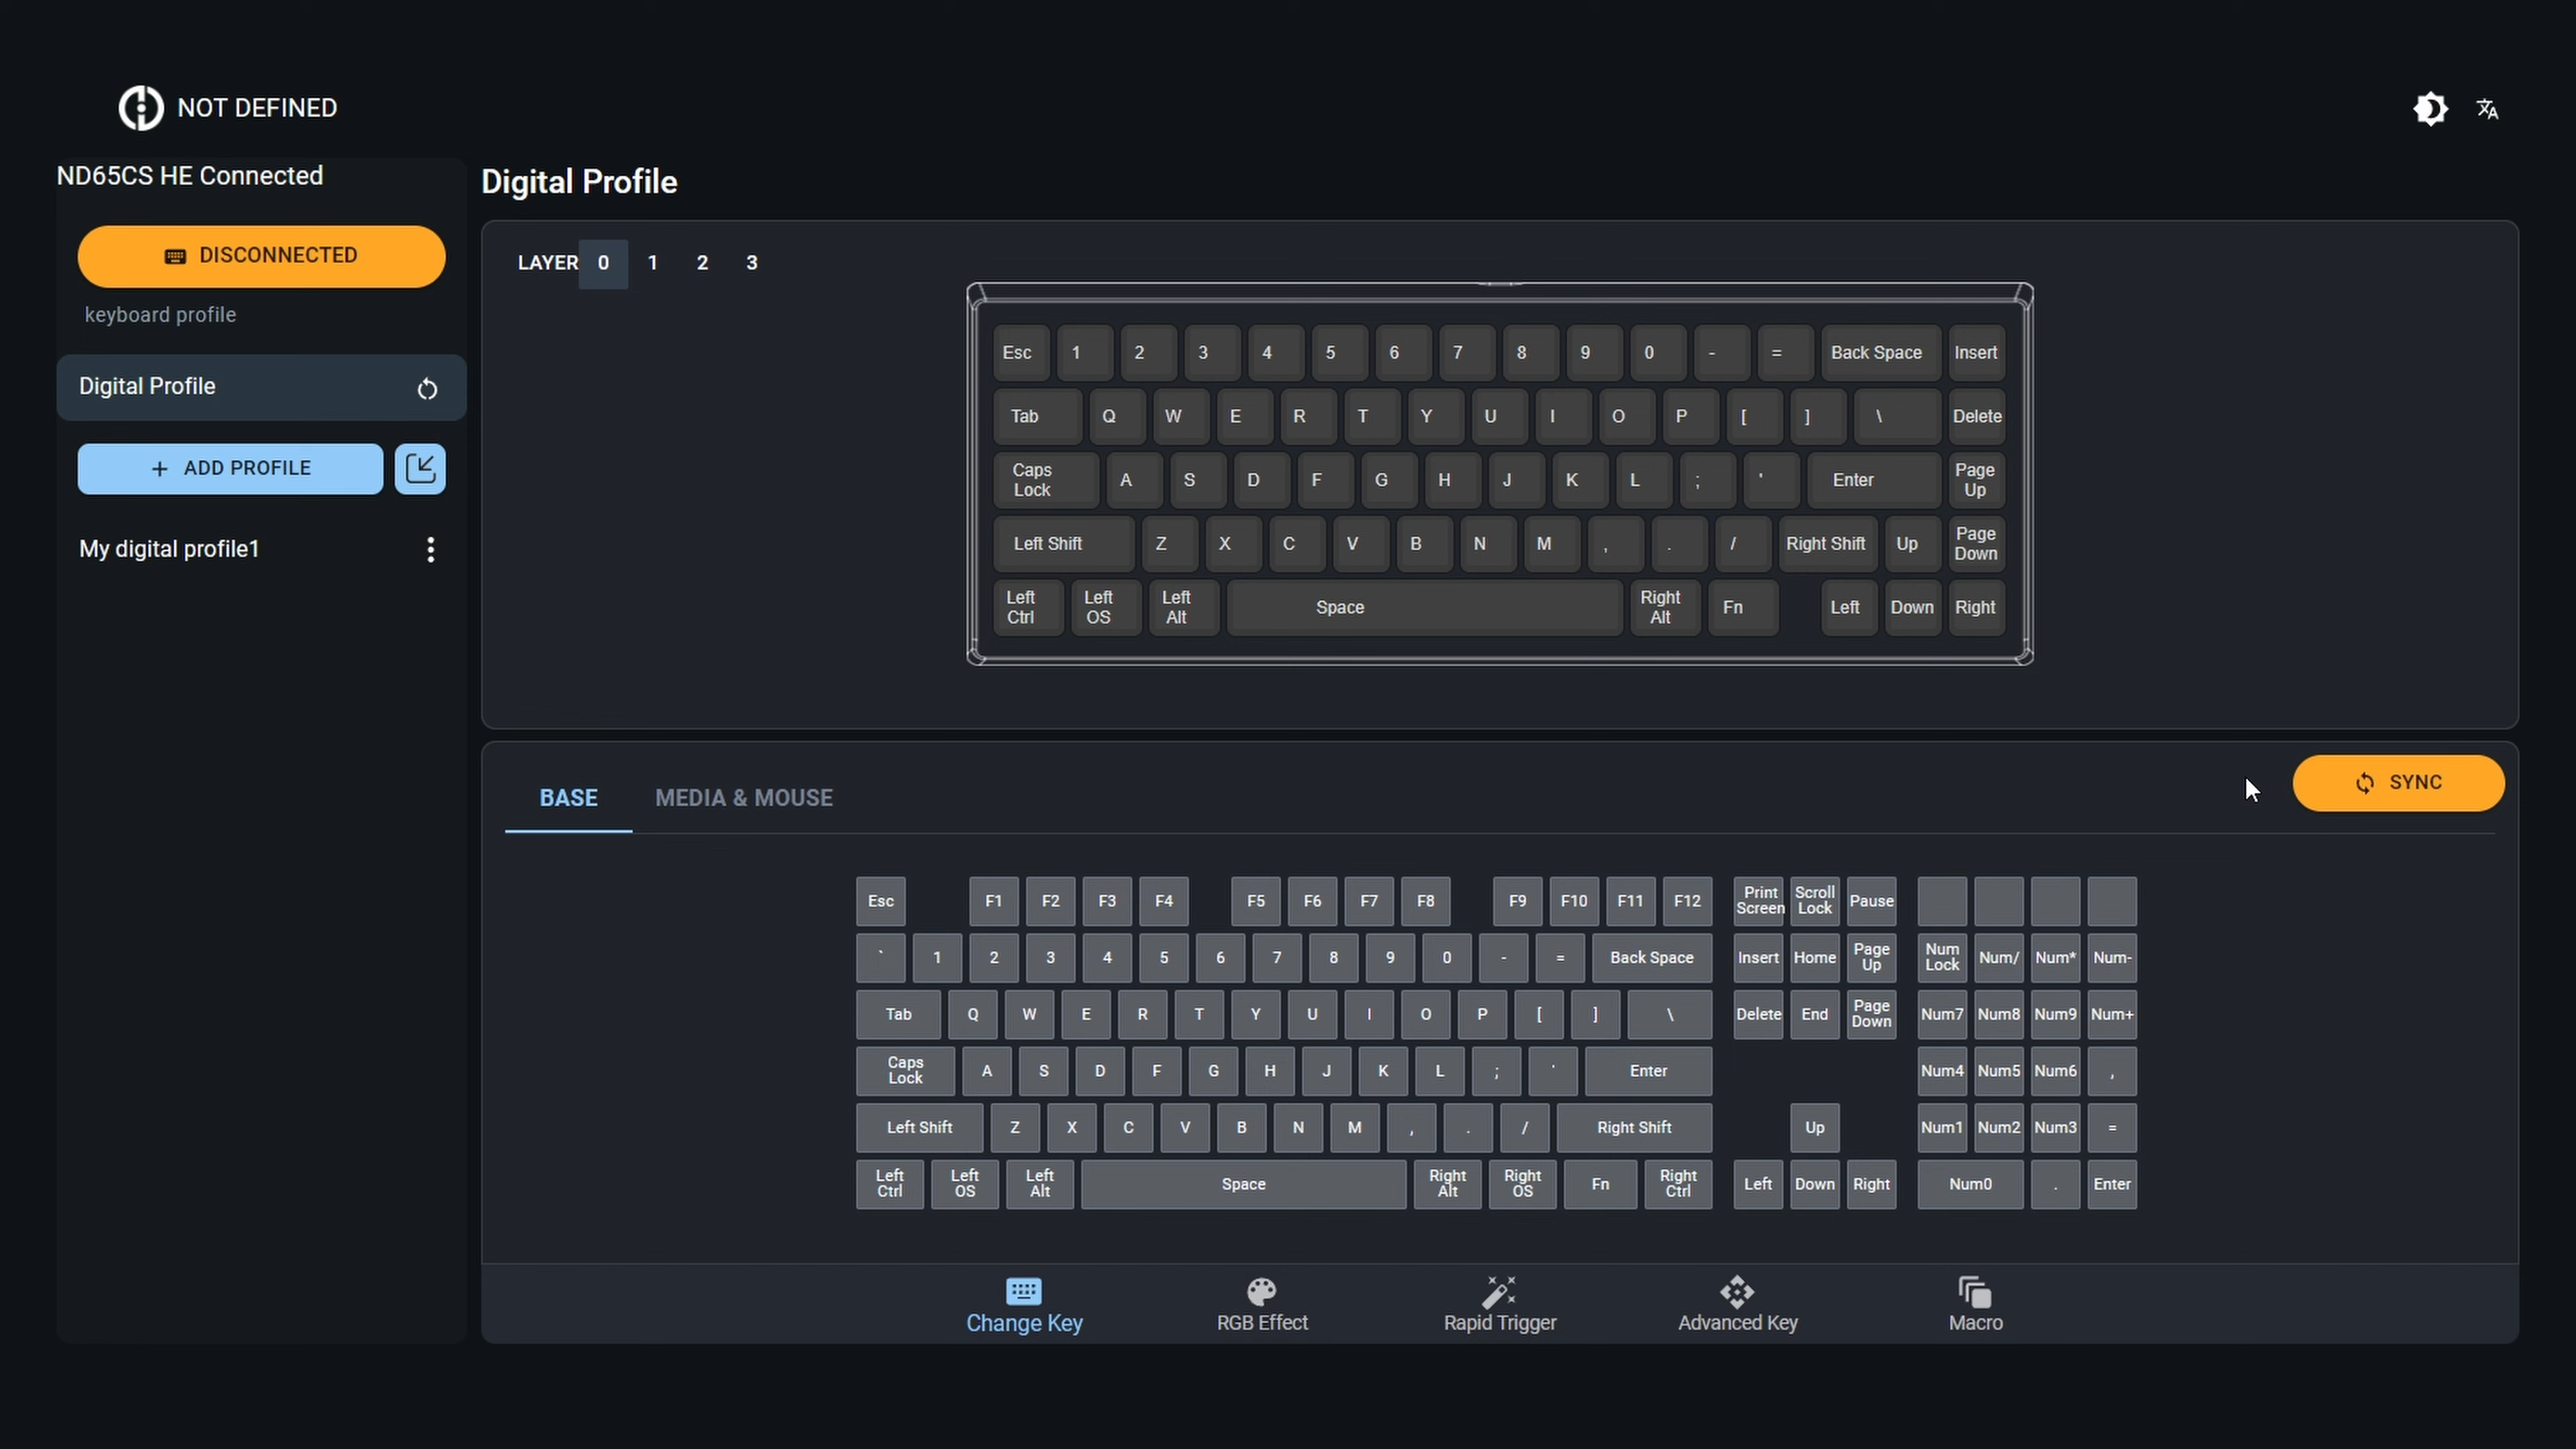 NOT DEFINED
ND65CS HE Connected
DISCONNECTED
keyboard profile
Digital Profile
+ ADD PROFILE
My digital profile1
Digital Profile
LAYER 0 1 2 3
Esc 1 2 3 4 5 6 7 8 9 0 - = Back Space Insert
Tab Q W E R T Y U I O P [ ] \ Delete
Caps Lock A S D F G H J K L ; ' Enter Page Up
Left Shift Z X C V B N M , . / Right Shift Up Page Down
Left Ctrl Left OS Left Alt Space Right Alt Fn Left Down Right
BASE MEDIA & MOUSE
SYNC
Esc F1 F2 F3 F4 F5 F6 F7 F8 F9 F10 F11 F12 Print Screen Scroll Lock Pause
` 1 2 3 4 5 6 7 8 9 0 - = Back Space Insert Home Page Up Num Lock Num/ Num* Num-
Tab Q W E R T Y U I O P [ ] \ Delete End Page Down Num7 Num8 Num9 Num+
Caps Lock A S D F G H J K L ; ' Enter Num4 Num5 Num6 ,
Left Shift Z X C V B N M , . / Right Shift Up Num1 Num2 Num3 =
Left Ctrl Left OS Left Alt Space Right Alt Right OS Fn Right Ctrl Left Down Right Num0 . Enter
Change Key RGB Effect Rapid Trigger Advanced Key Macro